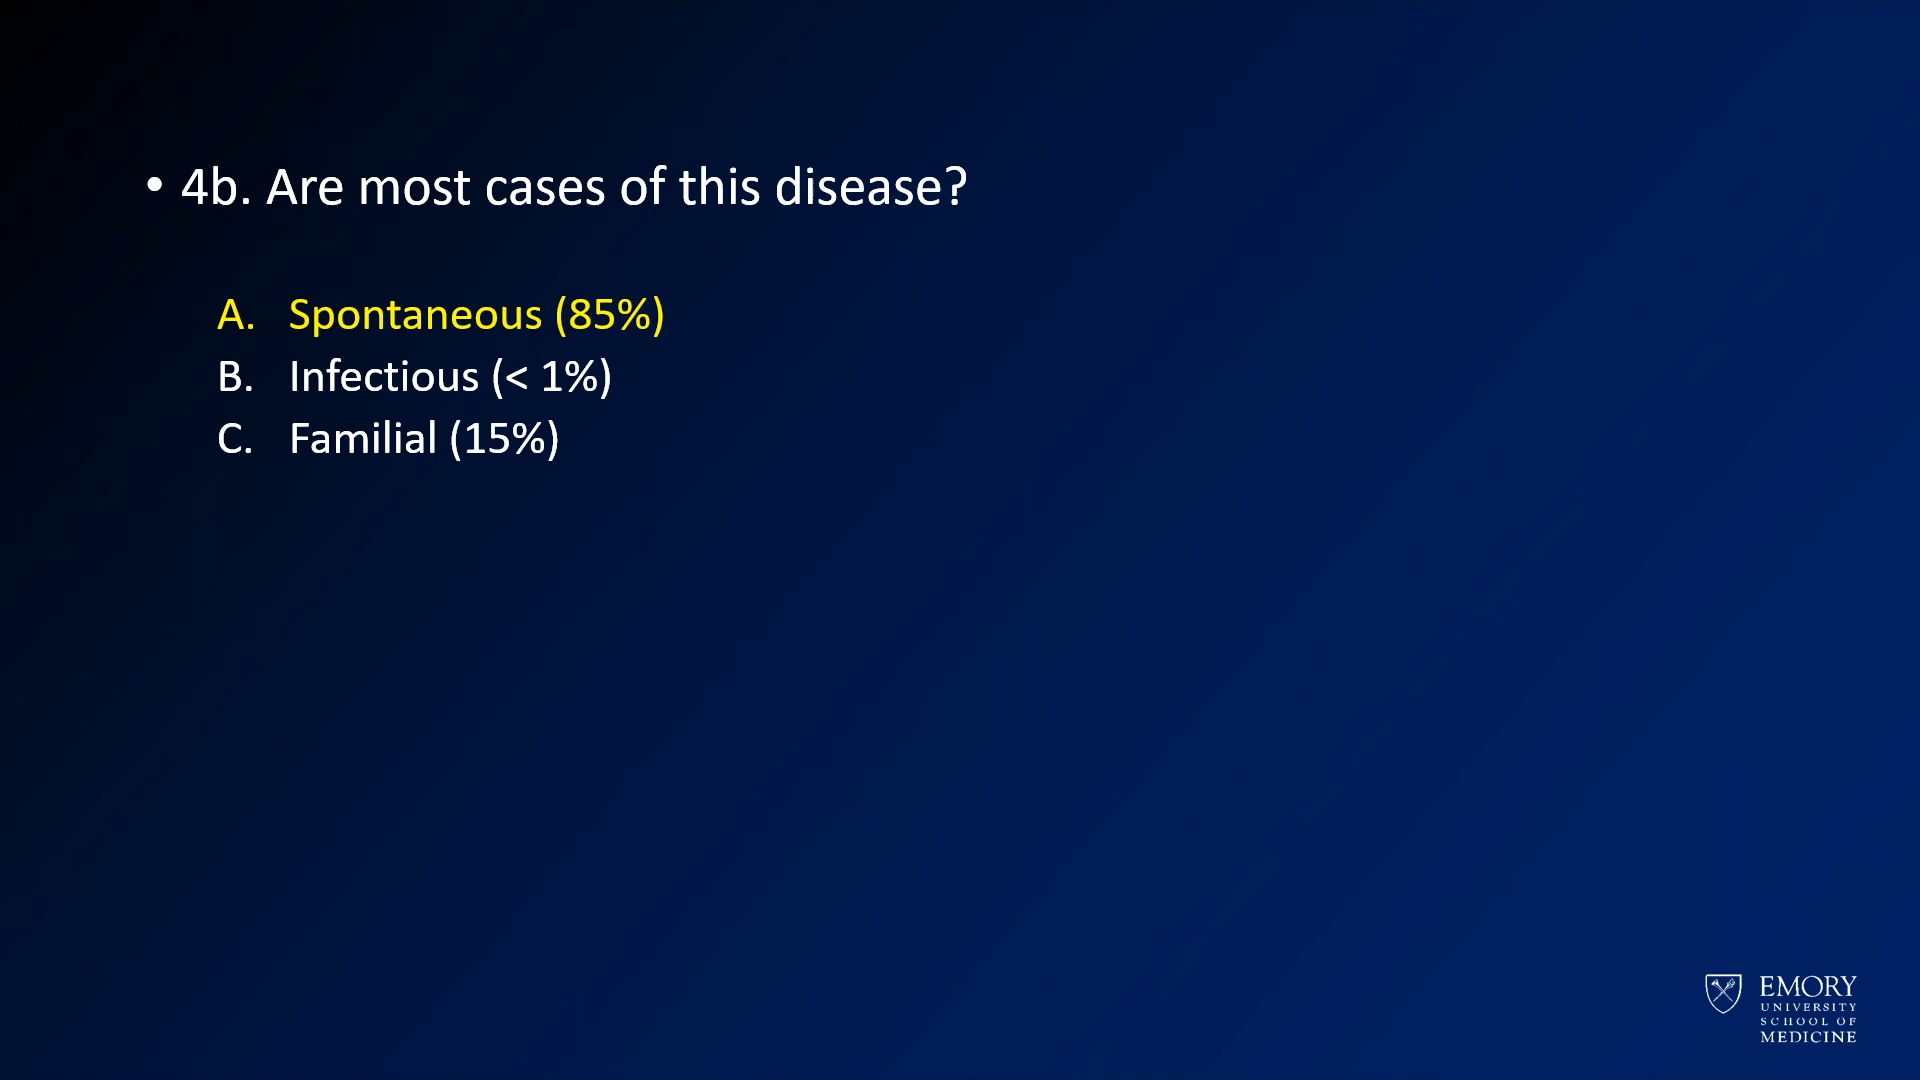 • 4b. Are most cases of this disease?
A. Spontaneous (85%)
B. Infectious (< 1%)
C. Familial (15%)
EMORY
UNIVERSITY
SCHOOL OF
MEDICINE